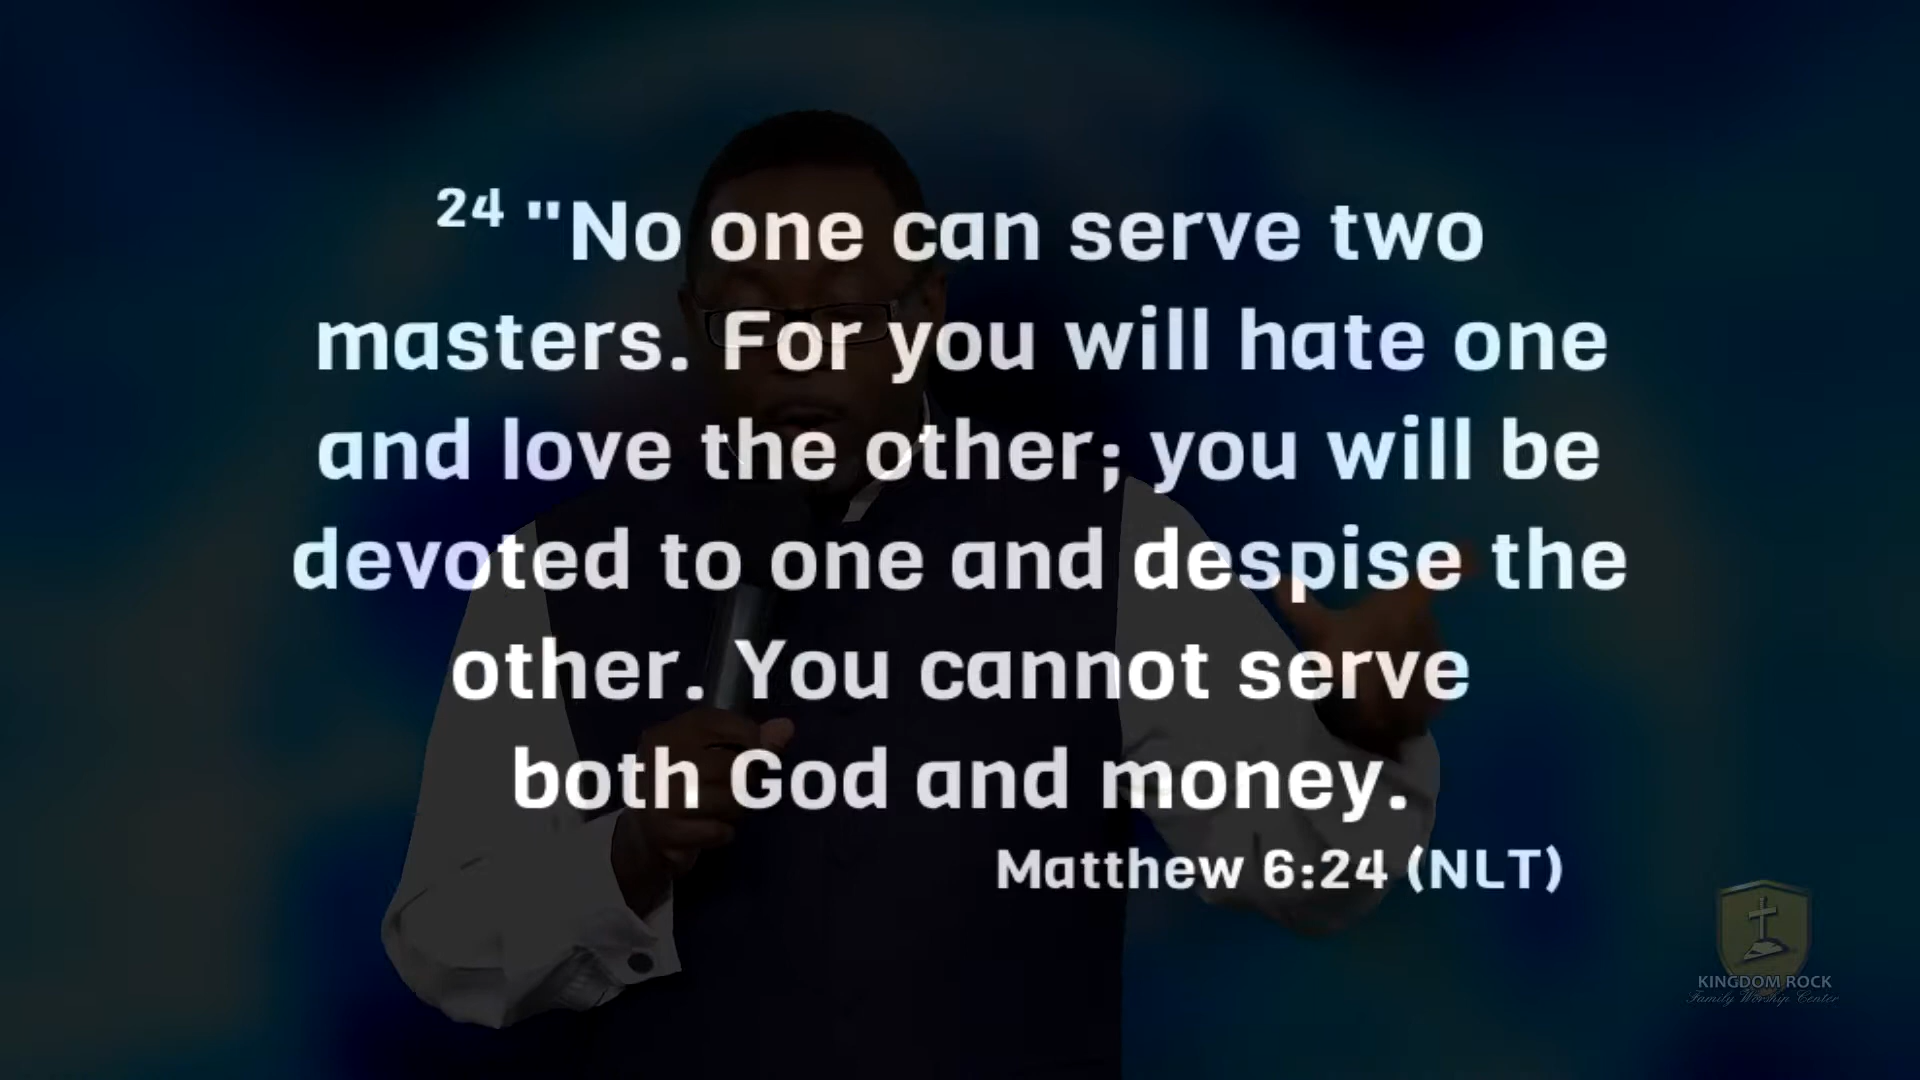 24 "No one can serve two
masters. For you will hate one
and love the other; you will be
devoted to one and despise the
other. You cannot serve
both God and money.
Matthew 6:24 (NLT)
KINGDOM ROCK
Family Worship Center